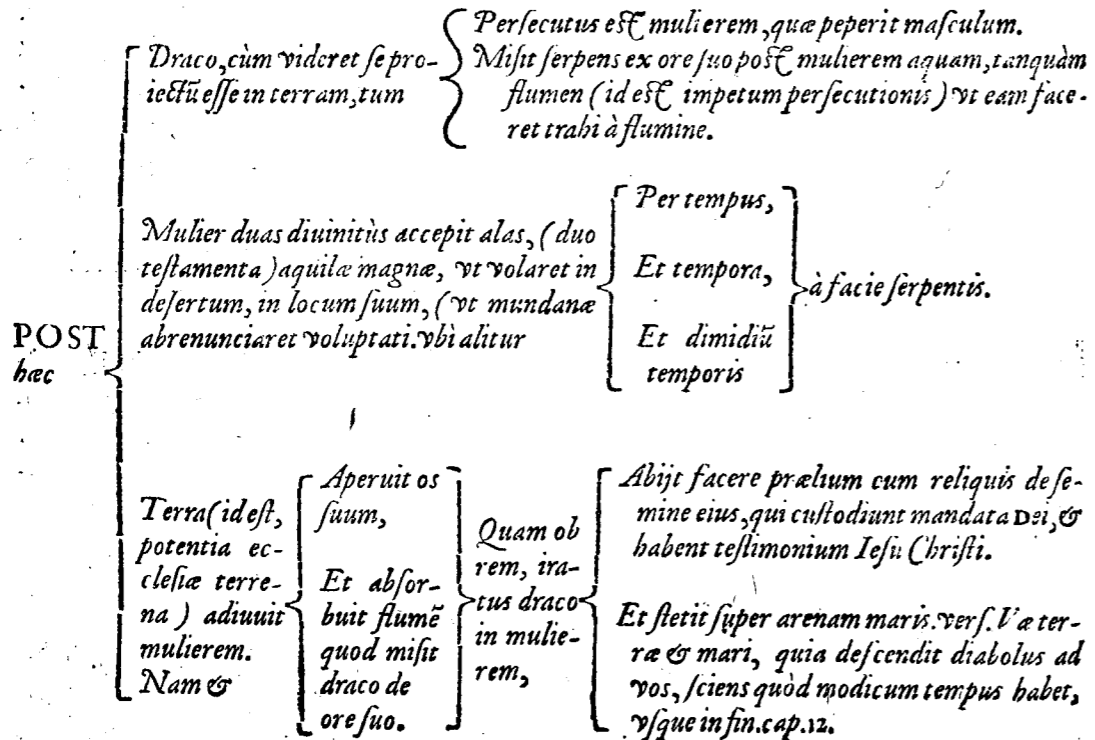 POST
hæc
Draco, cùm videret se pro-
iectũ esse in terram, tum
Persecutus est mulierem, quæ peperit masculum.
Misit serpens ex ore suo post mulierem aquam, tanquàm
flumen (id est impetum persecutionis) vt eam face-
ret trahi à flumine.
Mulier duas diuinitùs accepit alas, (duo
testamenta) aquilæ magnæ, vt volaret in
desertum, in locum suum, (vt mundanæ
abrenunciaret voluptati. vbì alitur
Per tempus,
Et tempora,
Et dimidiũ
temporis
à facie serpentis.
Terra (id est,
potentia ec-
clesiæ terre-
na) adiuuit
mulierem.
Nam &
Aperuit os
suum,
Et absor-
buit flumẽ
quod misit
draco de
ore suo.
Quam ob
rem, ira-
tus draco
in mulie-
rem,
Abijt facere prælium cum reliquis de se-
mine eius, qui custodiunt mandata Dei, &
habent testimonium Iesu Christi.
Et stetit super arenam maris. vers. Væ ter-
ræ & mari, quia descendit diabolus ad
vos, sciens quòd modicum tempus habet,
vsque in fin. cap. 12.